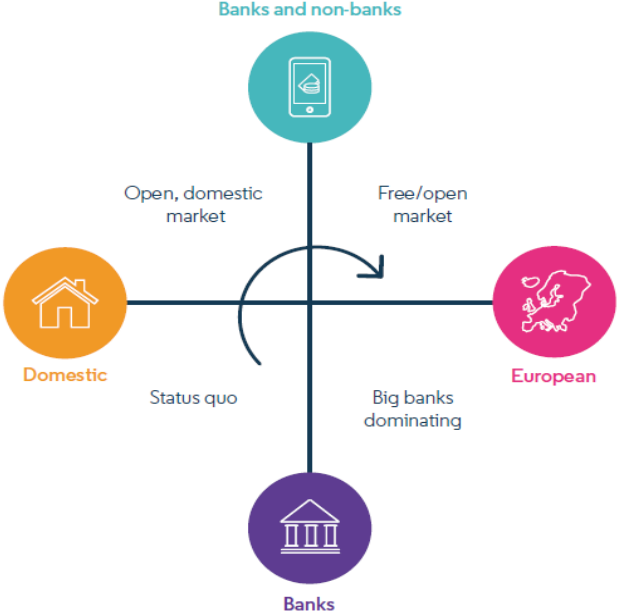 Banks and non-banks
Open, domestic
market
Free/open
market
Domestic
European
Status quo
Big banks
dominating
Banks